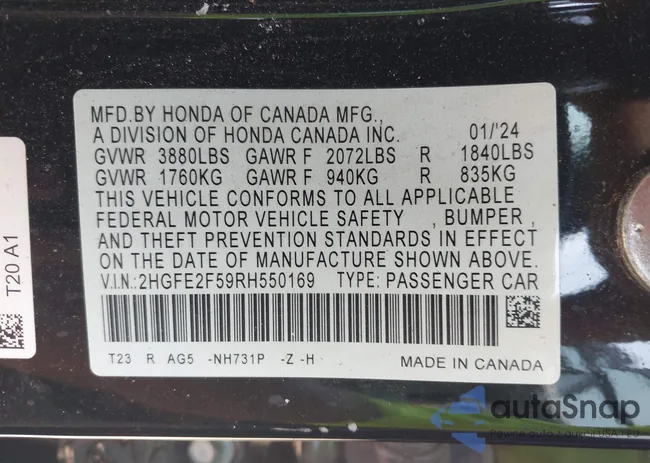 MFD.BY HONDA OF CANADA MFG.,
A DIVISION OF HONDA CANADA INC. 01/'24
GVWR 3880LBS GAWR F 2072LBS R 1840LBS
GVWR 1760KG GAWR F 940KG R 835KG
THIS VEHICLE CONFORMS TO ALL APPLICABLE
FEDERAL MOTOR VEHICLE SAFETY , BUMPER ,
AND THEFT PREVENTION STANDARDS IN EFFECT
ON THE DATE OF MANUFACTURE SHOWN ABOVE.
V.I.N.: 2HGFE2F59RH550169 TYPE: PASSENGER CAR
T23 R AG5 -NH731P -Z -H
MADE IN CANADA
T20 A1
autoSnap